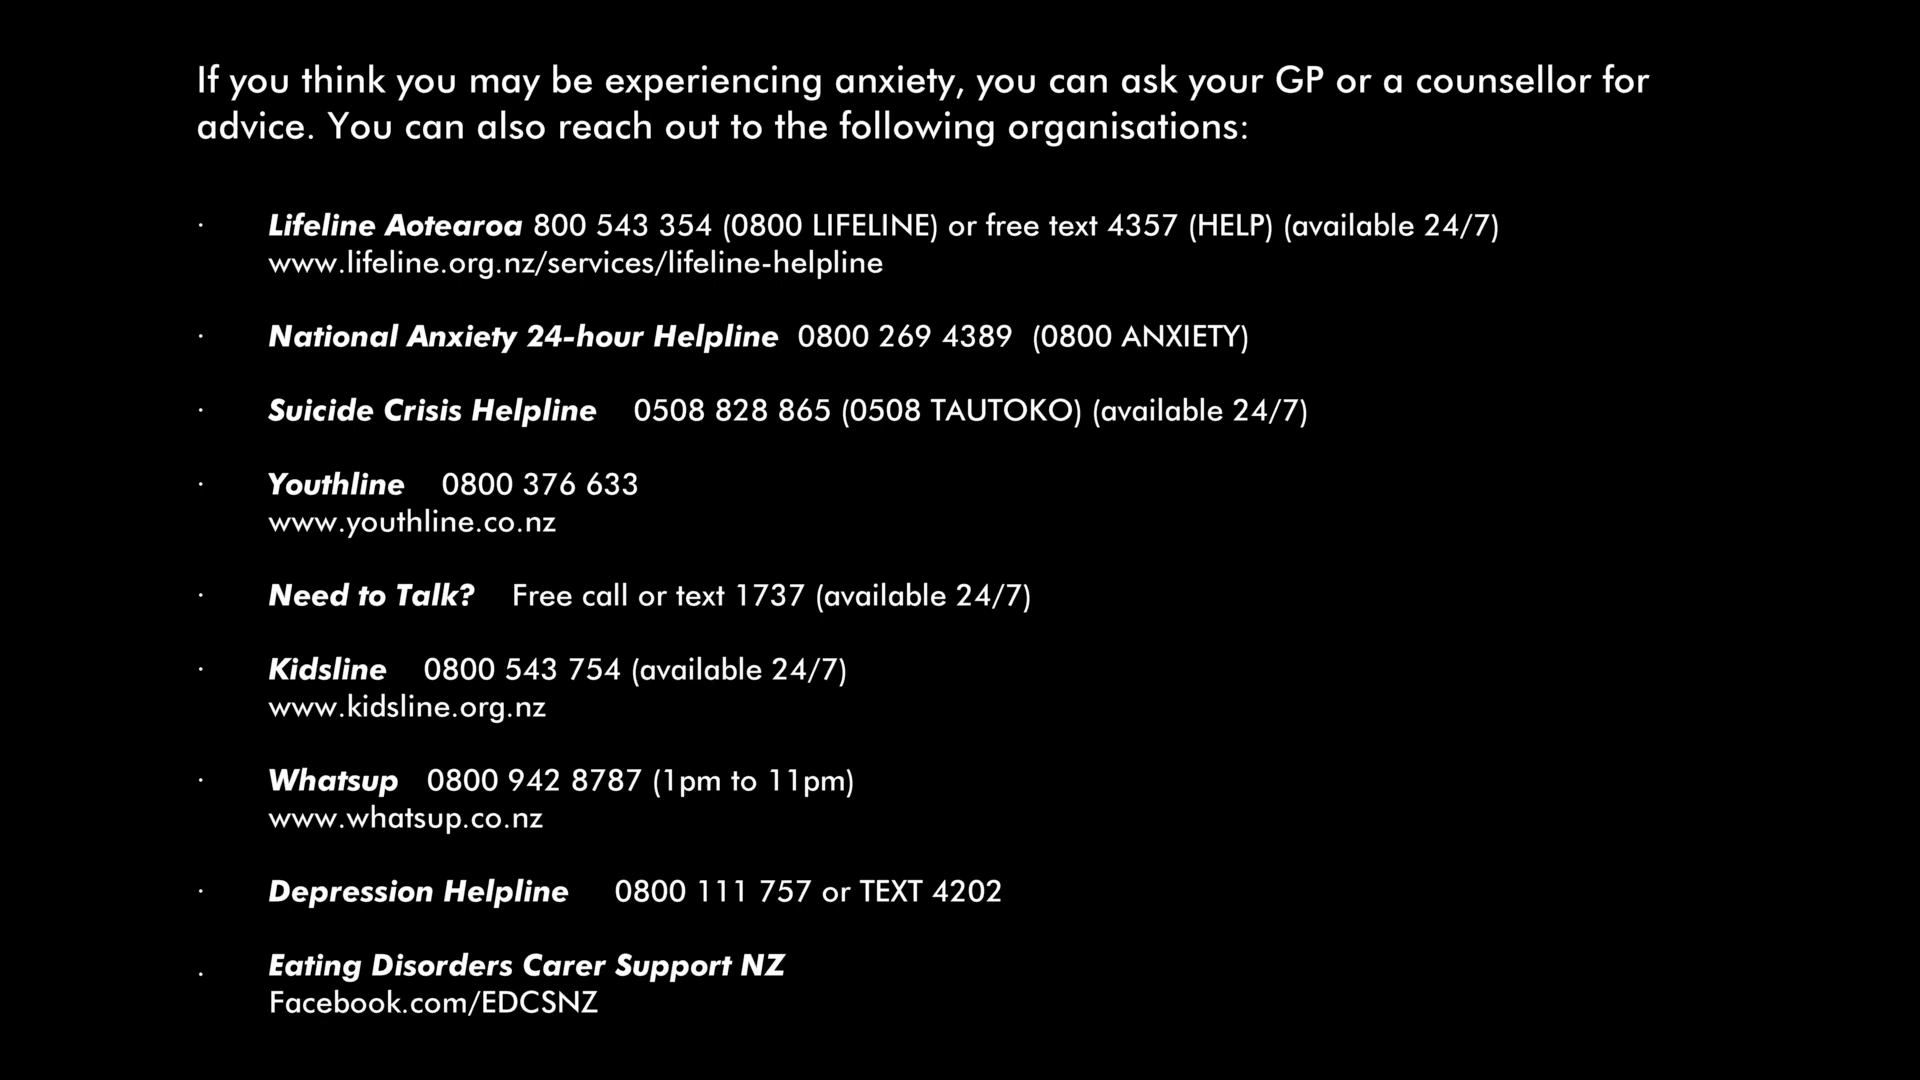 If you think you may be experiencing anxiety, you can ask your GP or a counsellor for
advice. You can also reach out to the following organisations:
· Lifeline Aotearoa 800 543 354 (0800 LIFELINE) or free text 4357 (HELP) (available 24/7)
www.lifeline.org.nz/services/lifeline-helpline
· National Anxiety 24-hour Helpline 0800 269 4389 (0800 ANXIETY)
· Suicide Crisis Helpline 0508 828 865 (0508 TAUTOKO) (available 24/7)
· Youthline 0800 376 633
www.youthline.co.nz
· Need to Talk? Free call or text 1737 (available 24/7)
· Kidsline 0800 543 754 (available 24/7)
www.kidsline.org.nz
· Whatsup 0800 942 8787 (1pm to 11pm)
www.whatsup.co.nz
· Depression Helpline 0800 111 757 or TEXT 4202
. Eating Disorders Carer Support NZ
Facebook.com/EDCSNZ